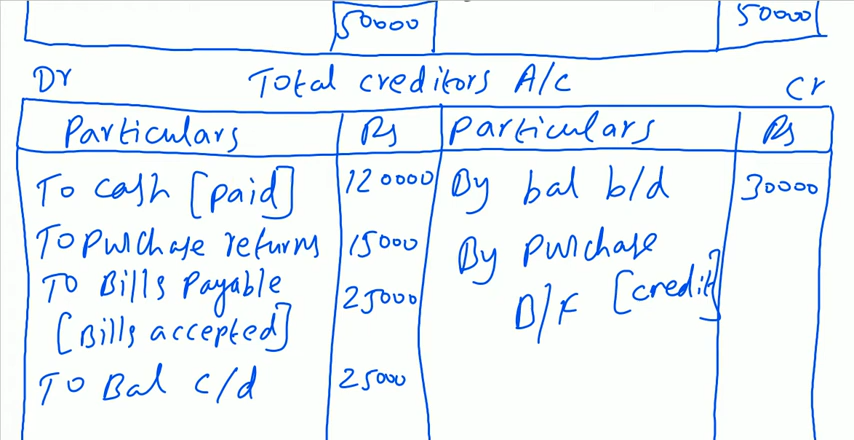 50000 50000
Dr Total creditors A/c Cr
Particulars Rs Particulars Rs
To cash [paid] 120000 By bal b/d 30000
To purchase returns 15000 By purchase
To Bills Payable 25000 B/F [credit]
[Bills accepted]
To Bal c/d 25000